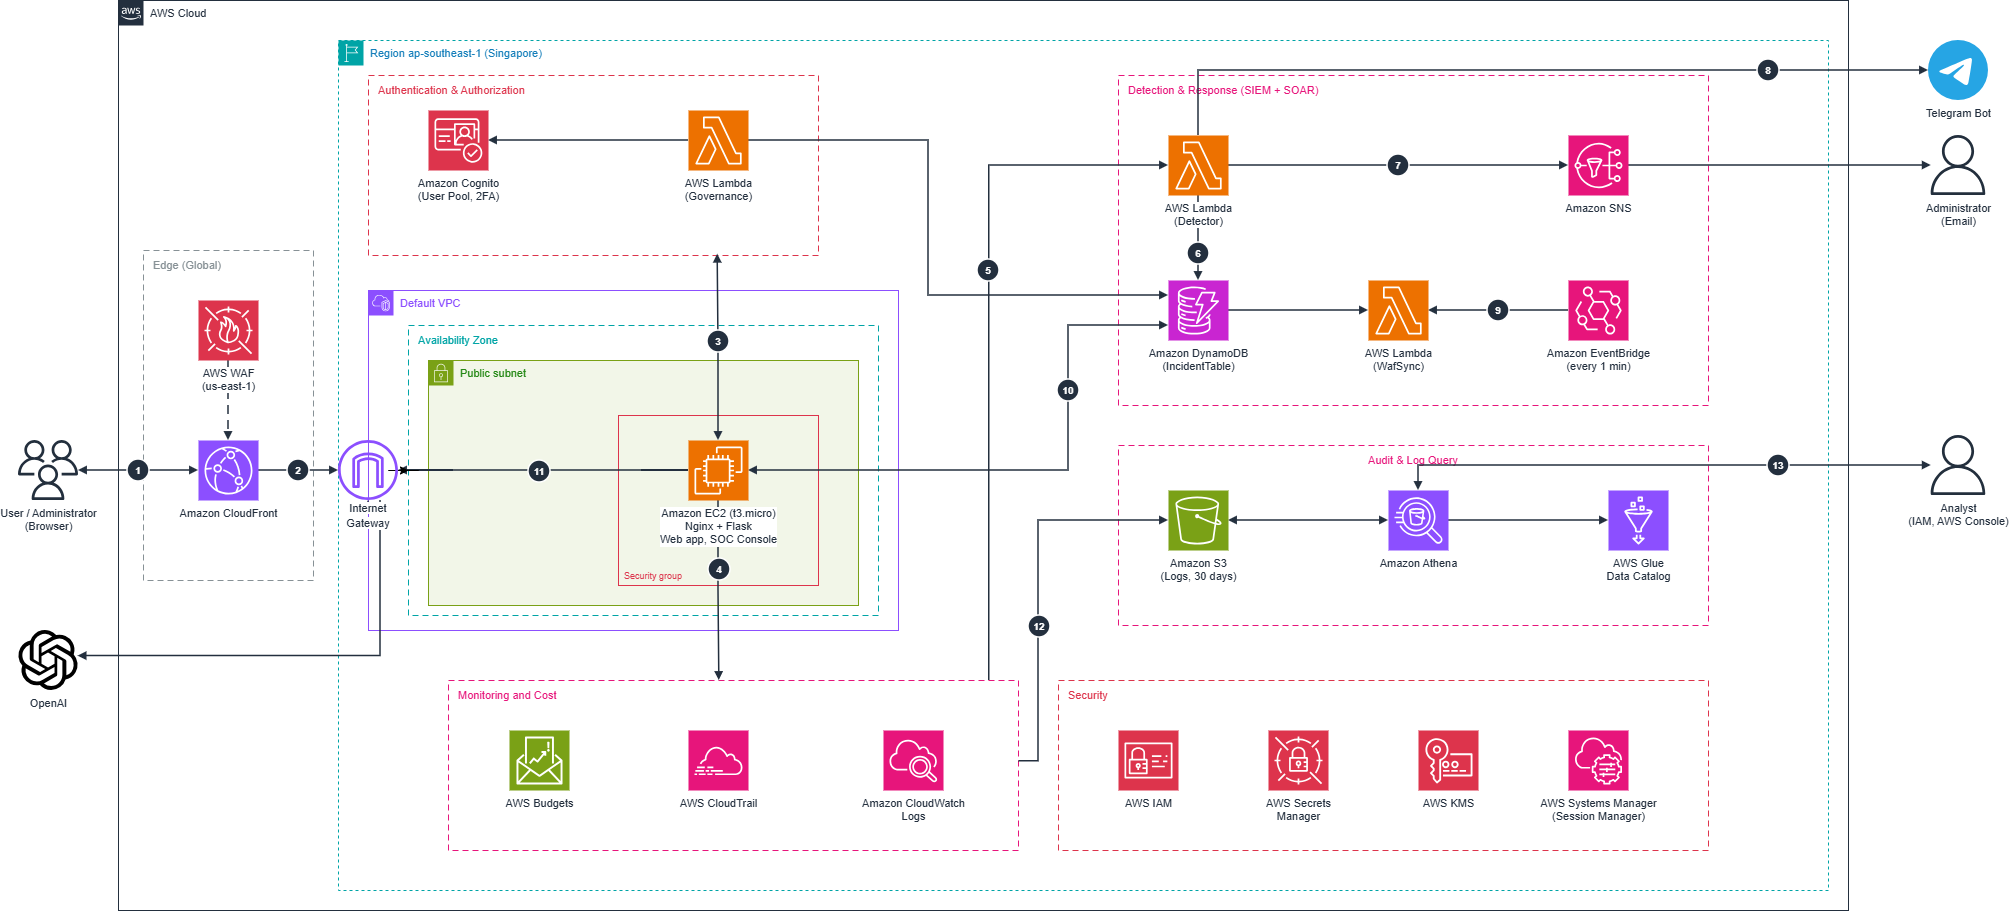 aws
AWS Cloud
Region ap-southeast-1 (Singapore)
Authentication & Authorization
Amazon Cognito
(User Pool, 2FA)
AWS Lambda
(Governance)
Detection & Response (SIEM + SOAR)
AWS Lambda
(Detector)
Amazon SNS
Amazon DynamoDB
(IncidentTable)
AWS Lambda
(WafSync)
Amazon EventBridge
(every 1 min)
8
7
6
5
9
10
Telegram Bot
Administrator
(Email)
Edge (Global)
AWS WAF
(us-east-1)
Amazon CloudFront
1
2
User / Administrator
(Browser)
Default VPC
Availability Zone
Public subnet
3
Internet
Gateway
11
Amazon EC2 (t3.micro)
Nginx + Flask
Web app, SOC Console
4
Security group
Audit & Log Query
13
Amazon S3
(Logs, 30 days)
Amazon Athena
AWS Glue
Data Catalog
Analyst
(IAM, AWS Console)
12
OpenAI
Monitoring and Cost
AWS Budgets
AWS CloudTrail
Amazon CloudWatch
Logs
Security
AWS IAM
AWS Secrets
Manager
AWS KMS
AWS Systems Manager
(Session Manager)